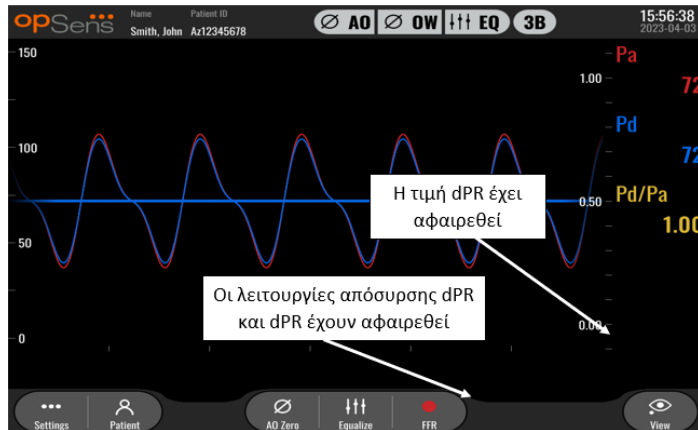 opSens
Name Patient ID
Smith, John Az12345678
AO OW EQ 3B
15:56:38
2023-04-03
150
1.00
Pa
72
100
Pd
72
Η τιμή dPR έχει
αφαιρεθεί
0.50
Pd/Pa
1.00
50
Οι λειτουργίες απόσυρσης dPR
και dPR έχουν αφαιρεθεί
0.00
0
Settings Patient AO Zero Equalize FFR View